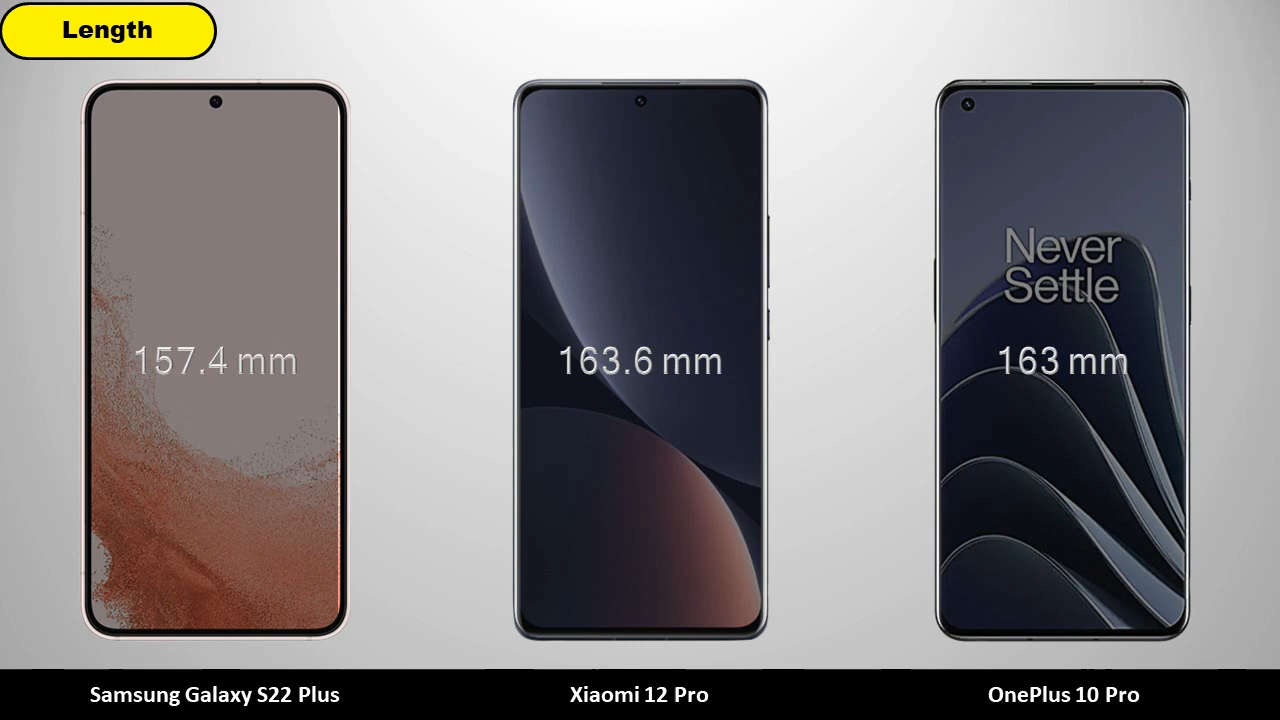 Length
Never
Settle
157.4 mm
163.6 mm
163 mm
Samsung Galaxy S22 Plus
Xiaomi 12 Pro
OnePlus 10 Pro